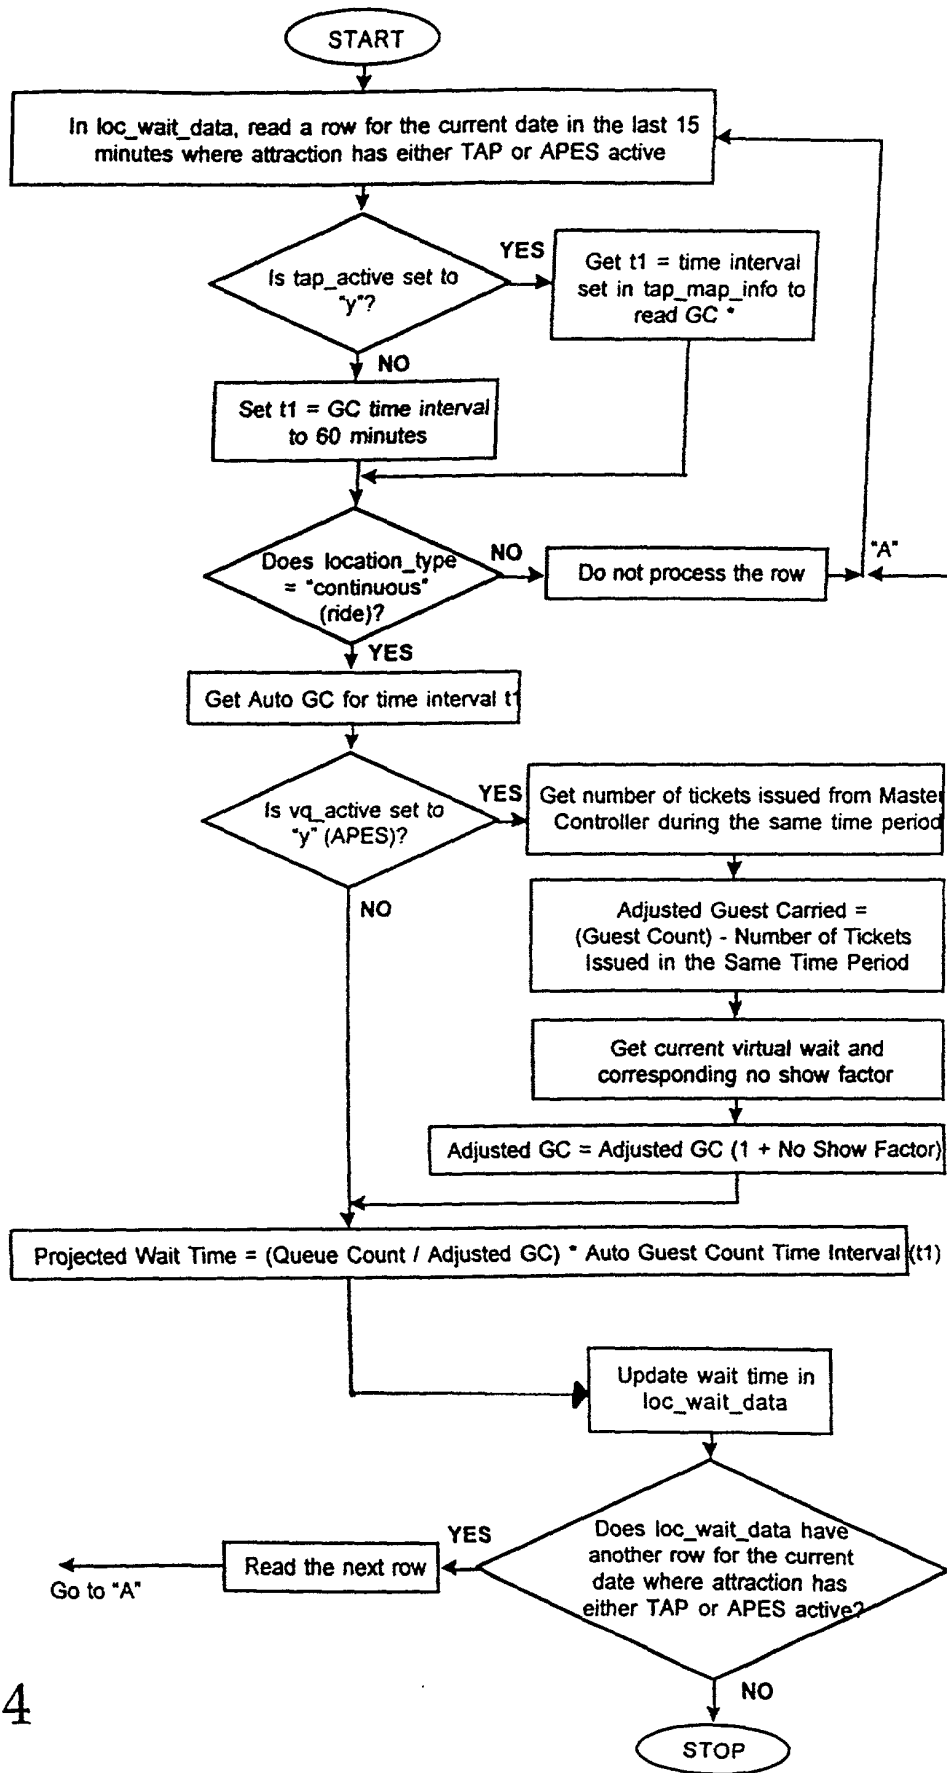 START
In loc_wait_data, read a row for the current date in the last 15
minutes where attraction has either TAP or APES active
Is tap_active set to
"y"?
YES
Get t1 = time interval
set in tap_map_info to
read GC *
NO
Set t1 = GC time interval
to 60 minutes
Does location_type
= "continuous"
(ride)?
NO
Do not process the row
"A"
YES
Get Auto GC for time interval t1
Is vq_active set to
"y" (APES)?
YES
Get number of tickets issued from Master
Controller during the same time period
NO
Adjusted Guest Carried =
(Guest Count) - Number of Tickets
Issued in the Same Time Period
Get current virtual wait and
corresponding no show factor
Adjusted GC = Adjusted GC (1 + No Show Factor)
Projected Wait Time = (Queue Count / Adjusted GC) * Auto Guest Count Time Interval (t1)
Update wait time in
loc_wait_data
Does loc_wait_data have
another row for the current
date where attraction has
either TAP or APES active?
YES
Read the next row
Go to "A"
NO
STOP
4